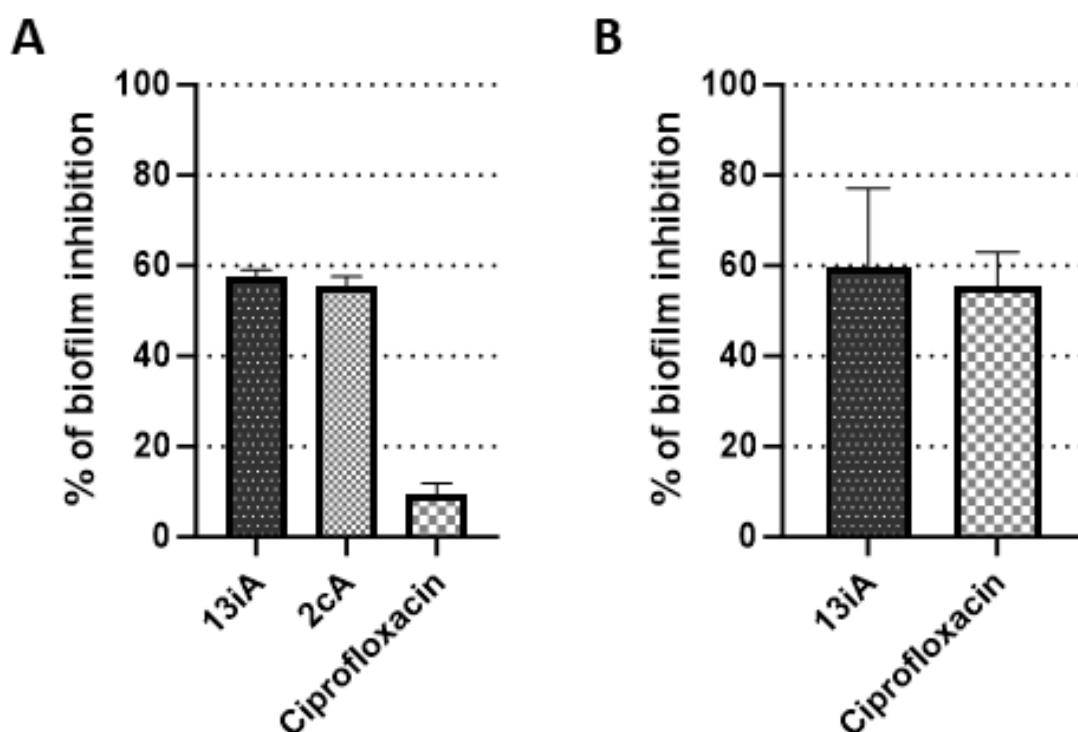 A
% of biofilm inhibition
100
80
60
40
20
0
13iA
2cA
Ciprofloxacin
B
% of biofilm inhibition
100
80
60
40
20
0
13iA
Ciprofloxacin